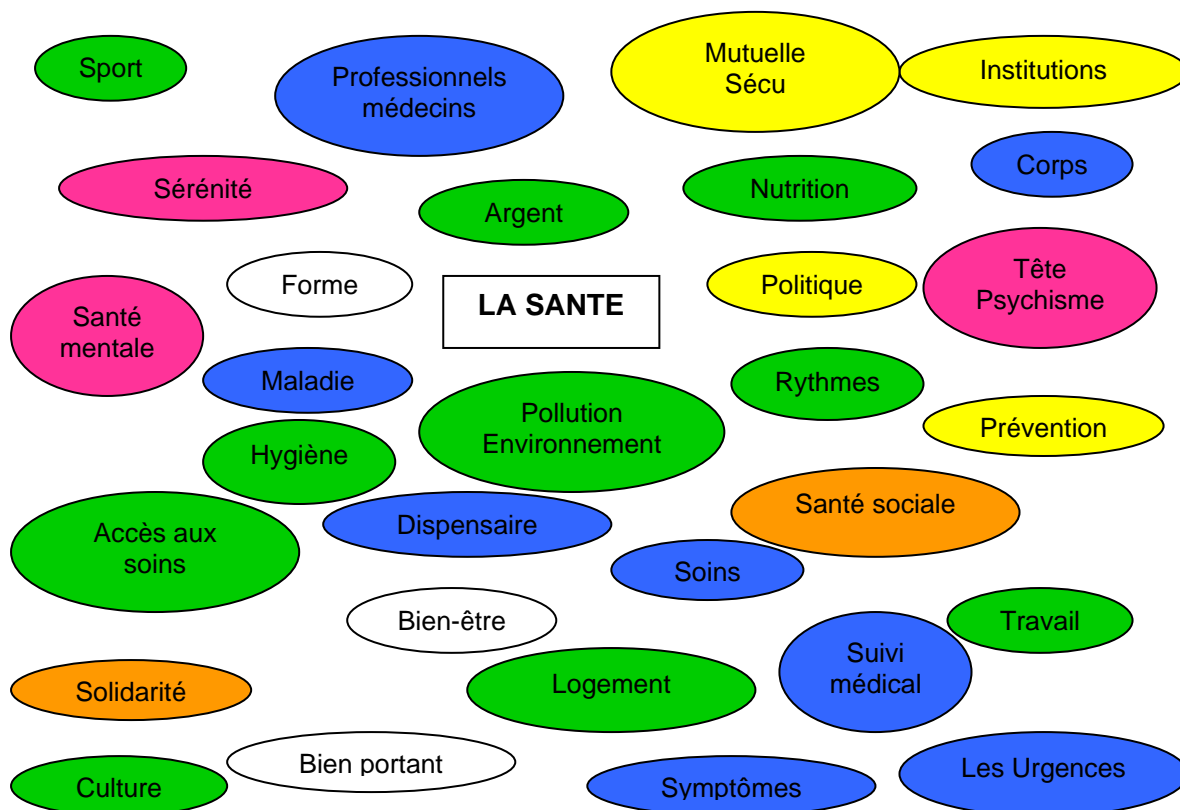 Sport
Professionnels
médecins
Mutuelle
Sécu
Institutions
Sérénité
Argent
Nutrition
Corps
Forme
LA SANTE
Politique
Tête
Psychisme
Santé
mentale
Maladie
Rythmes
Pollution
Environnement
Prévention
Hygiène
Accès aux
soins
Dispensaire
Santé sociale
Soins
Bien-être
Travail
Suivi
médical
Solidarité
Logement
Culture
Bien portant
Symptômes
Les Urgences